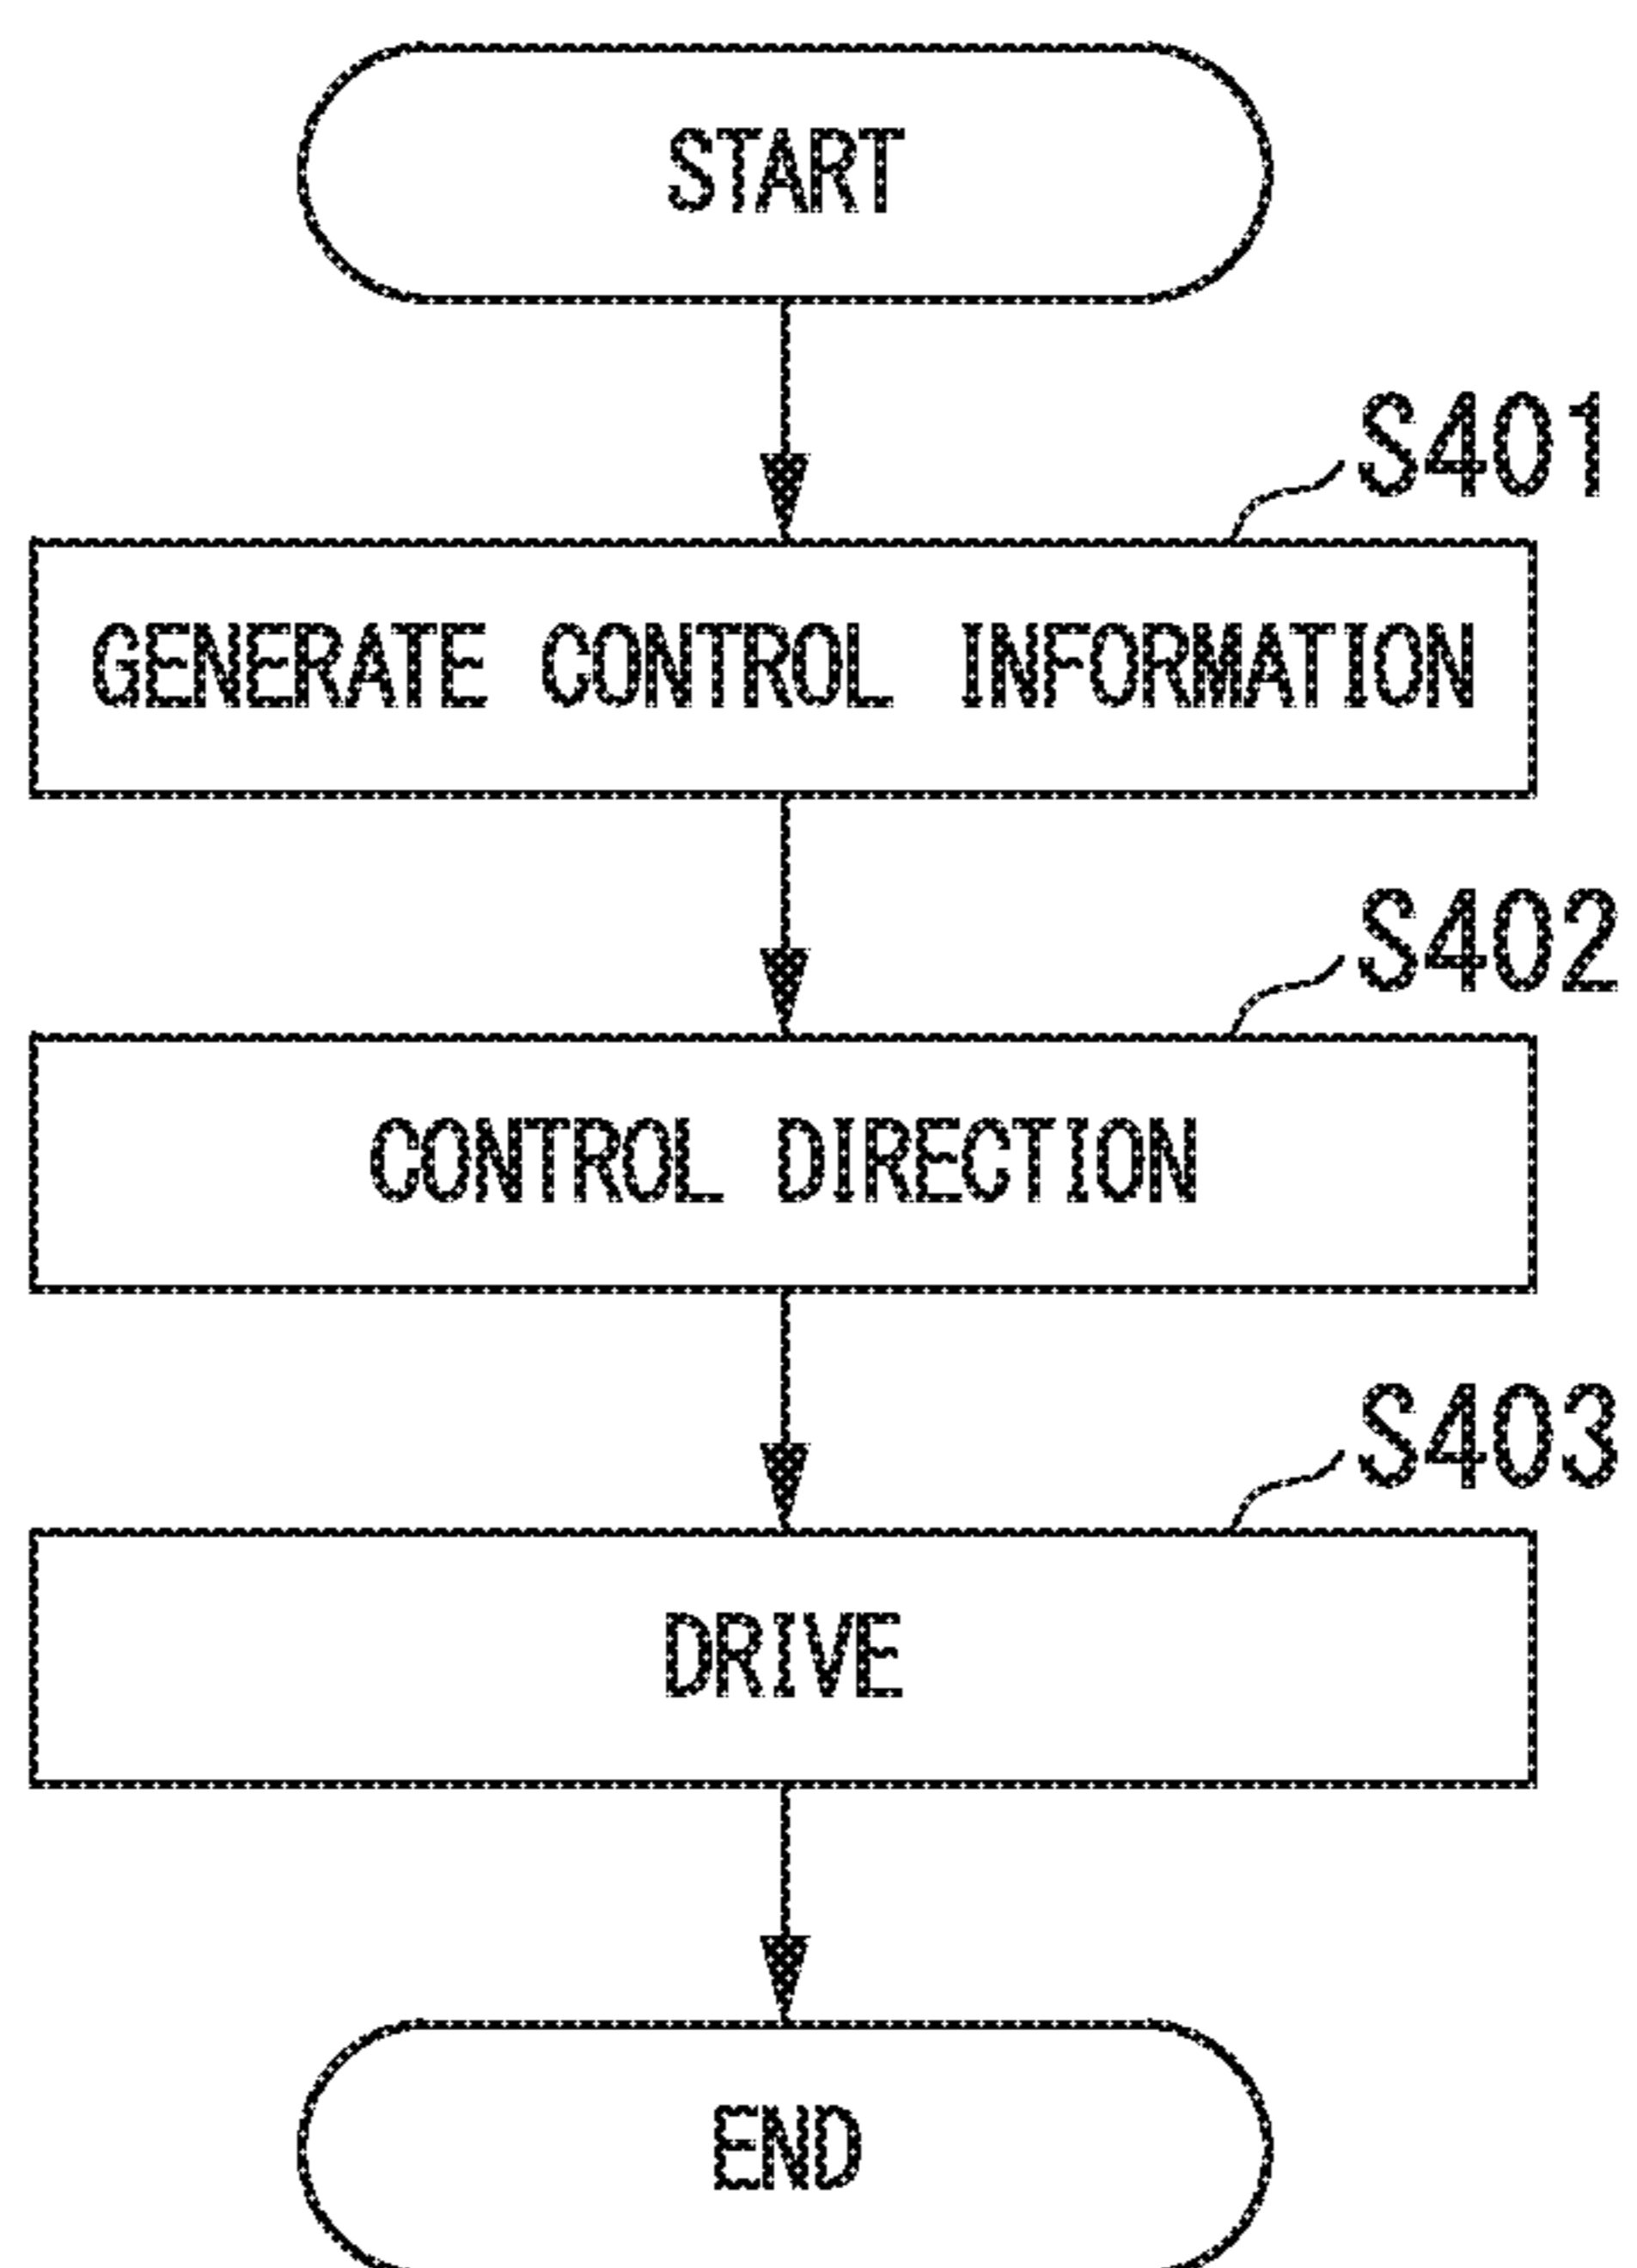 START
S401
GENERATE CONTROL INFORMATION
S402
CONTROL DIRECTION
S403
DRIVE
END